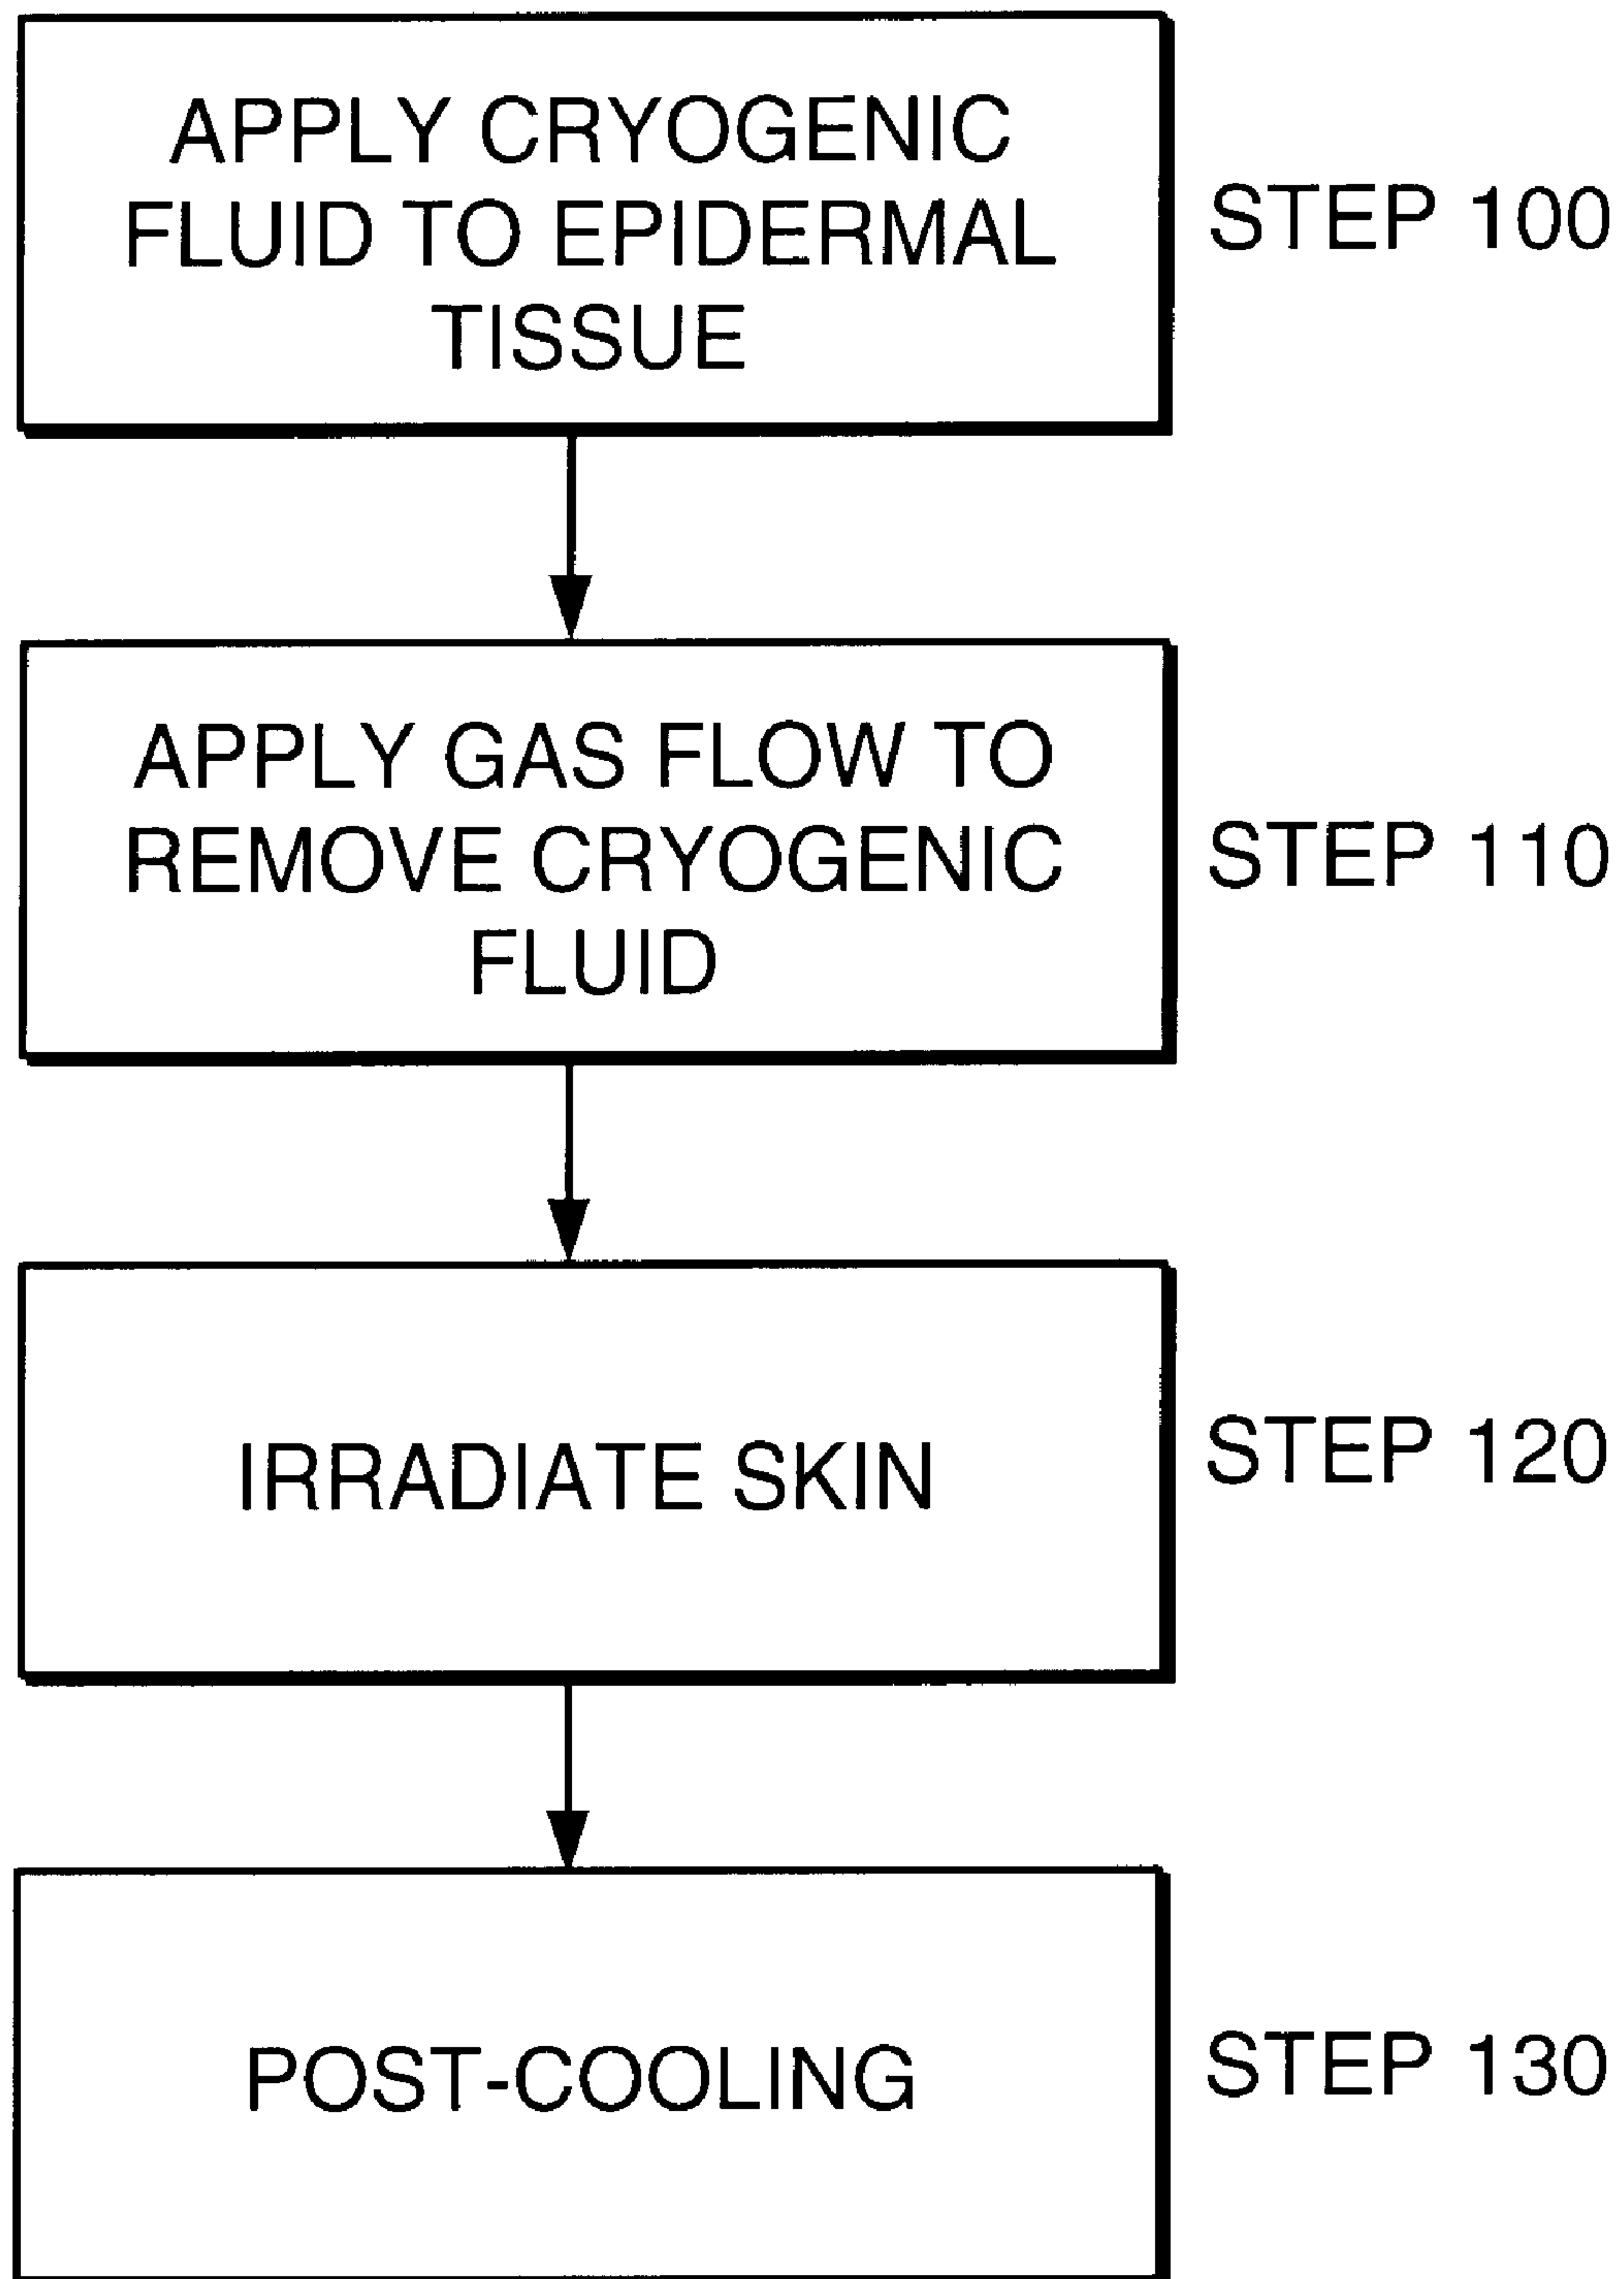 APPLY CRYOGENIC
FLUID TO EPIDERMAL
TISSUE
STEP 100
APPLY GAS FLOW TO
REMOVE CRYOGENIC
FLUID
STEP 110
IRRADIATE SKIN
STEP 120
POST-COOLING
STEP 130